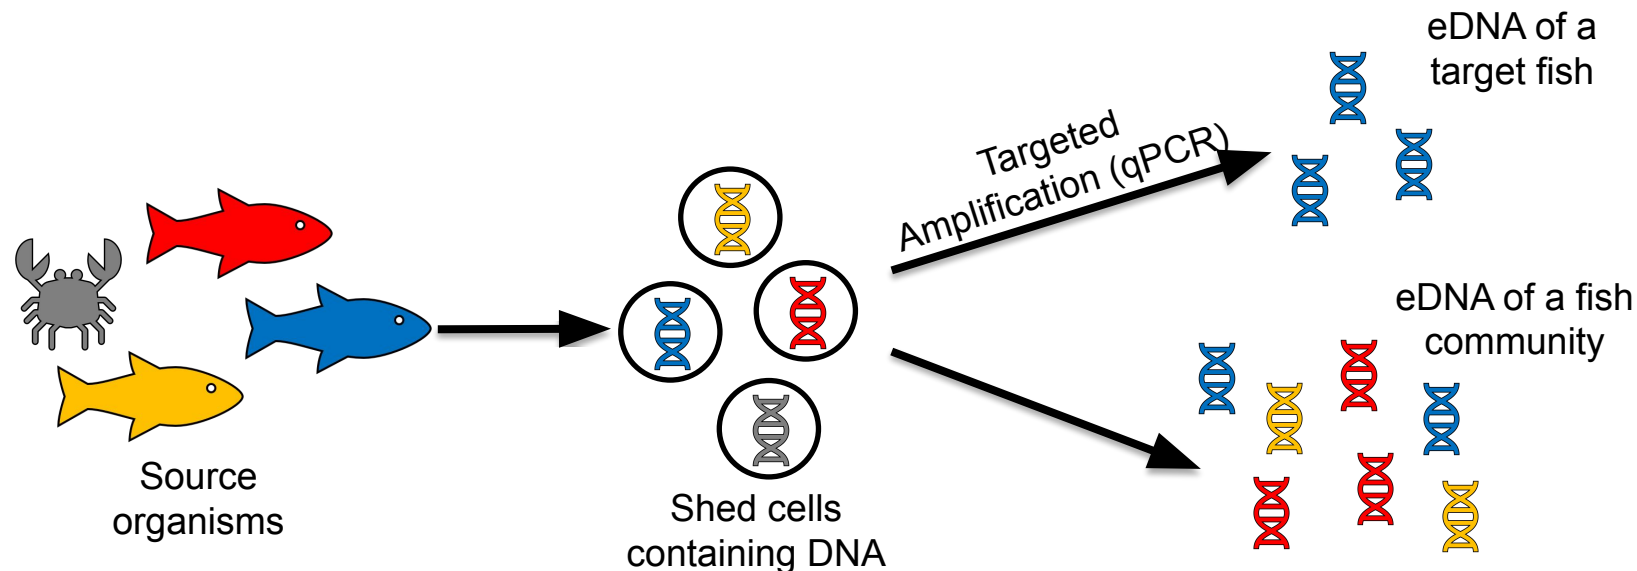 Source
organisms
Shed cells
containing DNA
Targeted
Amplification (qPCR)
eDNA of a
target fish
eDNA of a fish
community